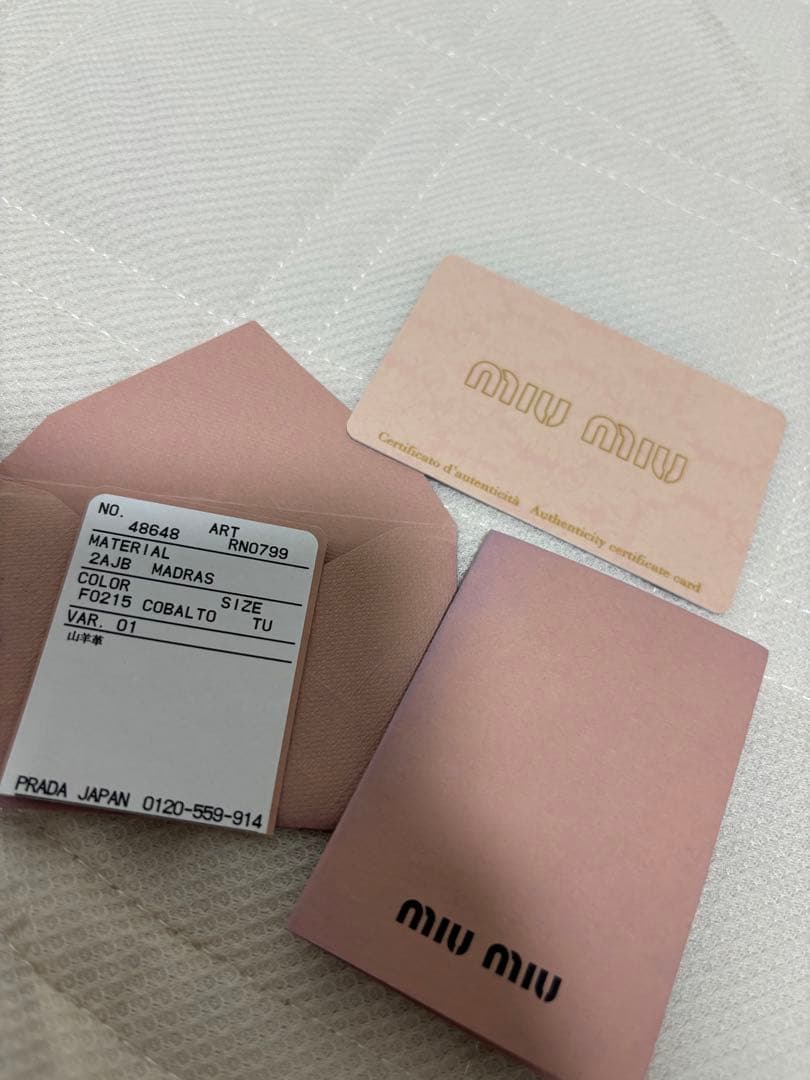 miu miu
Certificato d'autenticità Authenticity certificate card
NO. 48648 ART RN0799
MATERIAL
2AJB MADRAS
COLOR SIZE
F0215 COBALTO TU
VAR. 01
山羊革
PRADA JAPAN 0120-559-914
miu miu